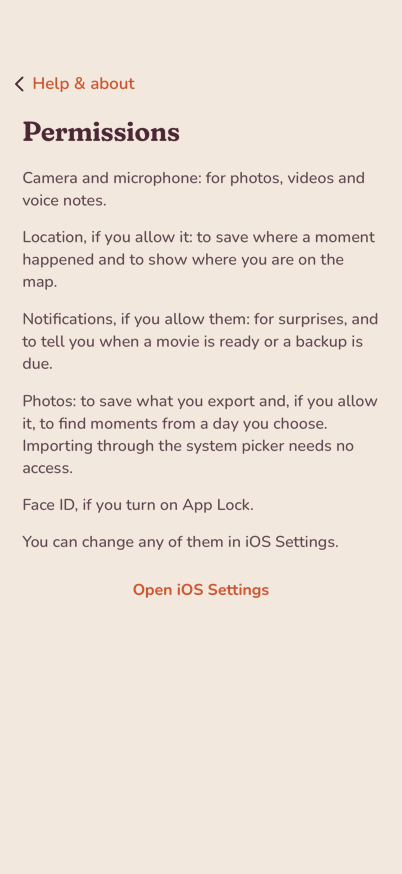 Help & about
Permissions
Camera and microphone: for photos, videos and
voice notes.
Location, if you allow it: to save where a moment
happened and to show where you are on the
map.
Notifications, if you allow them: for surprises, and
to tell you when a movie is ready or a backup is
due.
Photos: to save what you export and, if you allow
it, to find moments from a day you choose.
Importing through the system picker needs no
access.
Face ID, if you turn on App Lock.
You can change any of them in iOS Settings.
Open iOS Settings